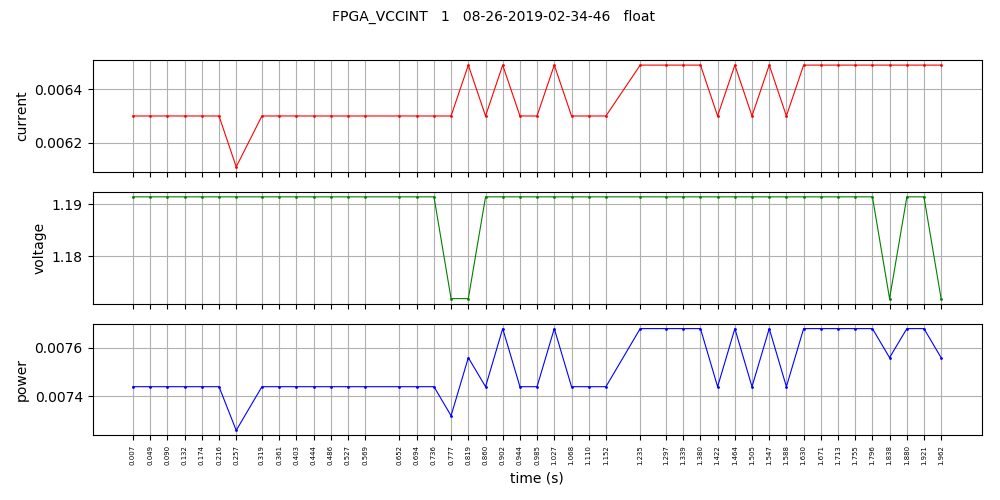 FPGA_VCCINT 1 08-26-2019-02-34-46 float
current
0.0064
0.0062
voltage
1.19
1.18
power
0.0076
0.0074
0.007 0.049 0.090 0.132 0.174 0.216 0.257 0.319 0.361 0.403 0.444 0.486 0.527 0.569 0.652 0.694 0.736 0.777 0.819 0.860 0.902 0.944 0.985 1.027 1.068 1.110 1.152 1.235 1.297 1.339 1.380 1.422 1.464 1.505 1.547 1.588 1.630 1.671 1.713 1.755 1.796 1.838 1.880 1.921 1.962
time (s)